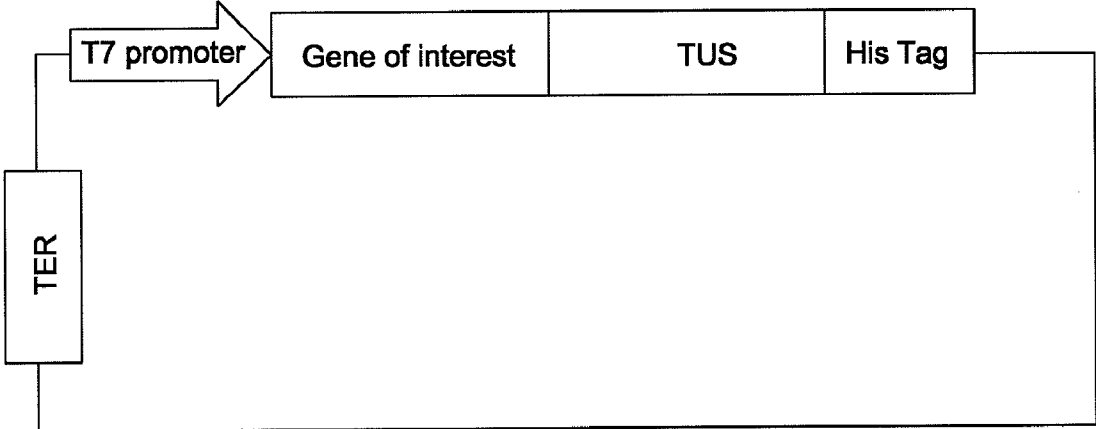 T7 promoter
Gene of interest
TUS
His Tag
TER